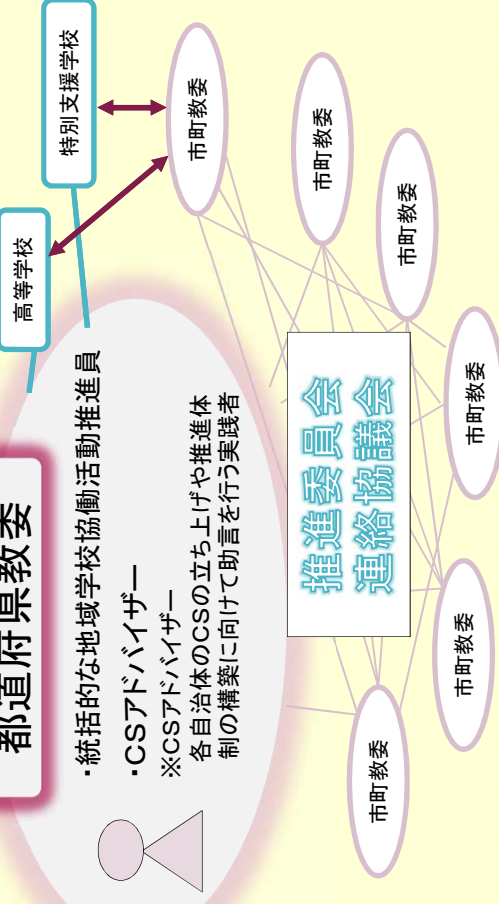 都道府県教委
・統括的な地域学校協働活動推進員
・CSアドバイザー
※CSアドバイザー
各自治体のCSの立ち上げや推進体
制の構築に向けて助言を行う実践者
高等学校
特別支援学校
推進委員会
連絡協議会
市町教委
市町教委
市町教委
市町教委
市町教委
市町教委